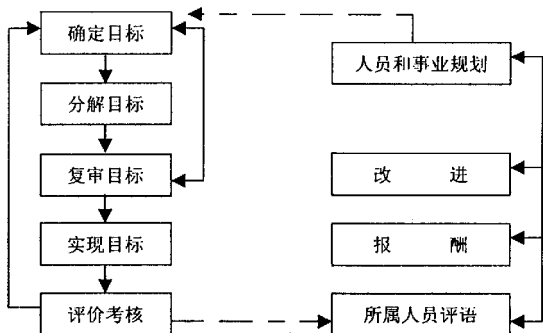 确定目标
分解目标
复审目标
实现目标
评价考核
人员和事业规划
改 进
报 酬
所属人员评语